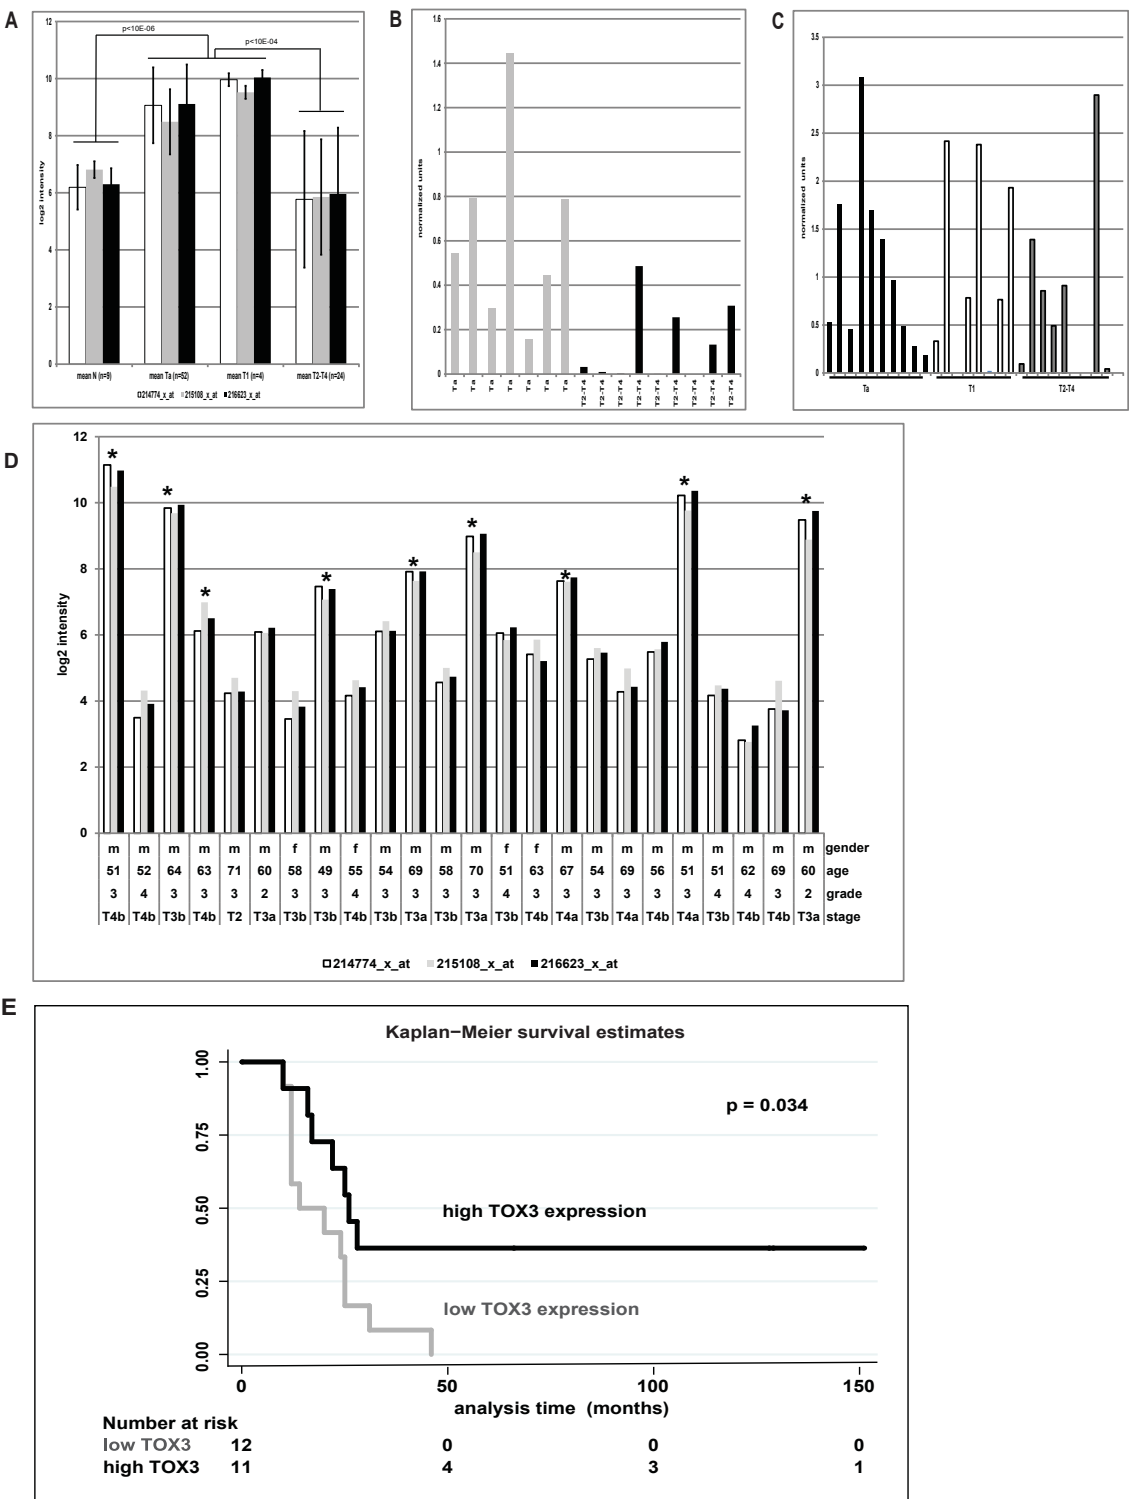 A
12
10
8
6
4
2
0
log2 intensity
p<10E-06
p<10E-04
mean N (n=9) mean Ta (n=52) mean T1 (n=4) mean T2-T4 (n=24)
214774_x_at 215108_x_at 216623_x_at
B
1.6
1.4
1.2
1
0.8
0.6
0.4
0.2
0
normalized units
Ta Ta Ta Ta Ta Ta Ta T2-T4 T2-T4 T2-T4 T2-T4 T2-T4 T2-T4 T2-T4 T2-T4 T2-T4
C
3.5
3
2.5
2
1.5
1
0.5
0
normalized units
Ta T1 T2-T4
D
12
10
8
6
4
2
0
log2 intensity
* * * * * * * * *
m m m m m m f m f m m m m f f m m m m m m m m m gender
51 52 64 63 71 60 58 49 55 54 69 58 70 51 63 67 54 69 56 51 51 62 69 60 age
3 4 3 3 3 2 3 3 4 3 3 3 3 4 3 3 3 3 3 3 4 4 3 2 grade
T4b T4b T3b T4b T2 T3a T3b T3b T4b T3b T3a T3b T3a T3b T4b T4a T3b T4a T4b T4a T3b T4b T4b T3a stage
214774_x_at 215108_x_at 216623_x_at
E
Kaplan−Meier survival estimates
1.00
0.75
0.50
0.25
0.00
p = 0.034
high TOX3 expression
low TOX3 expression
0 50 100 150
analysis time (months)
Number at risk
low TOX3 12 0 0 0
high TOX3 11 4 3 1